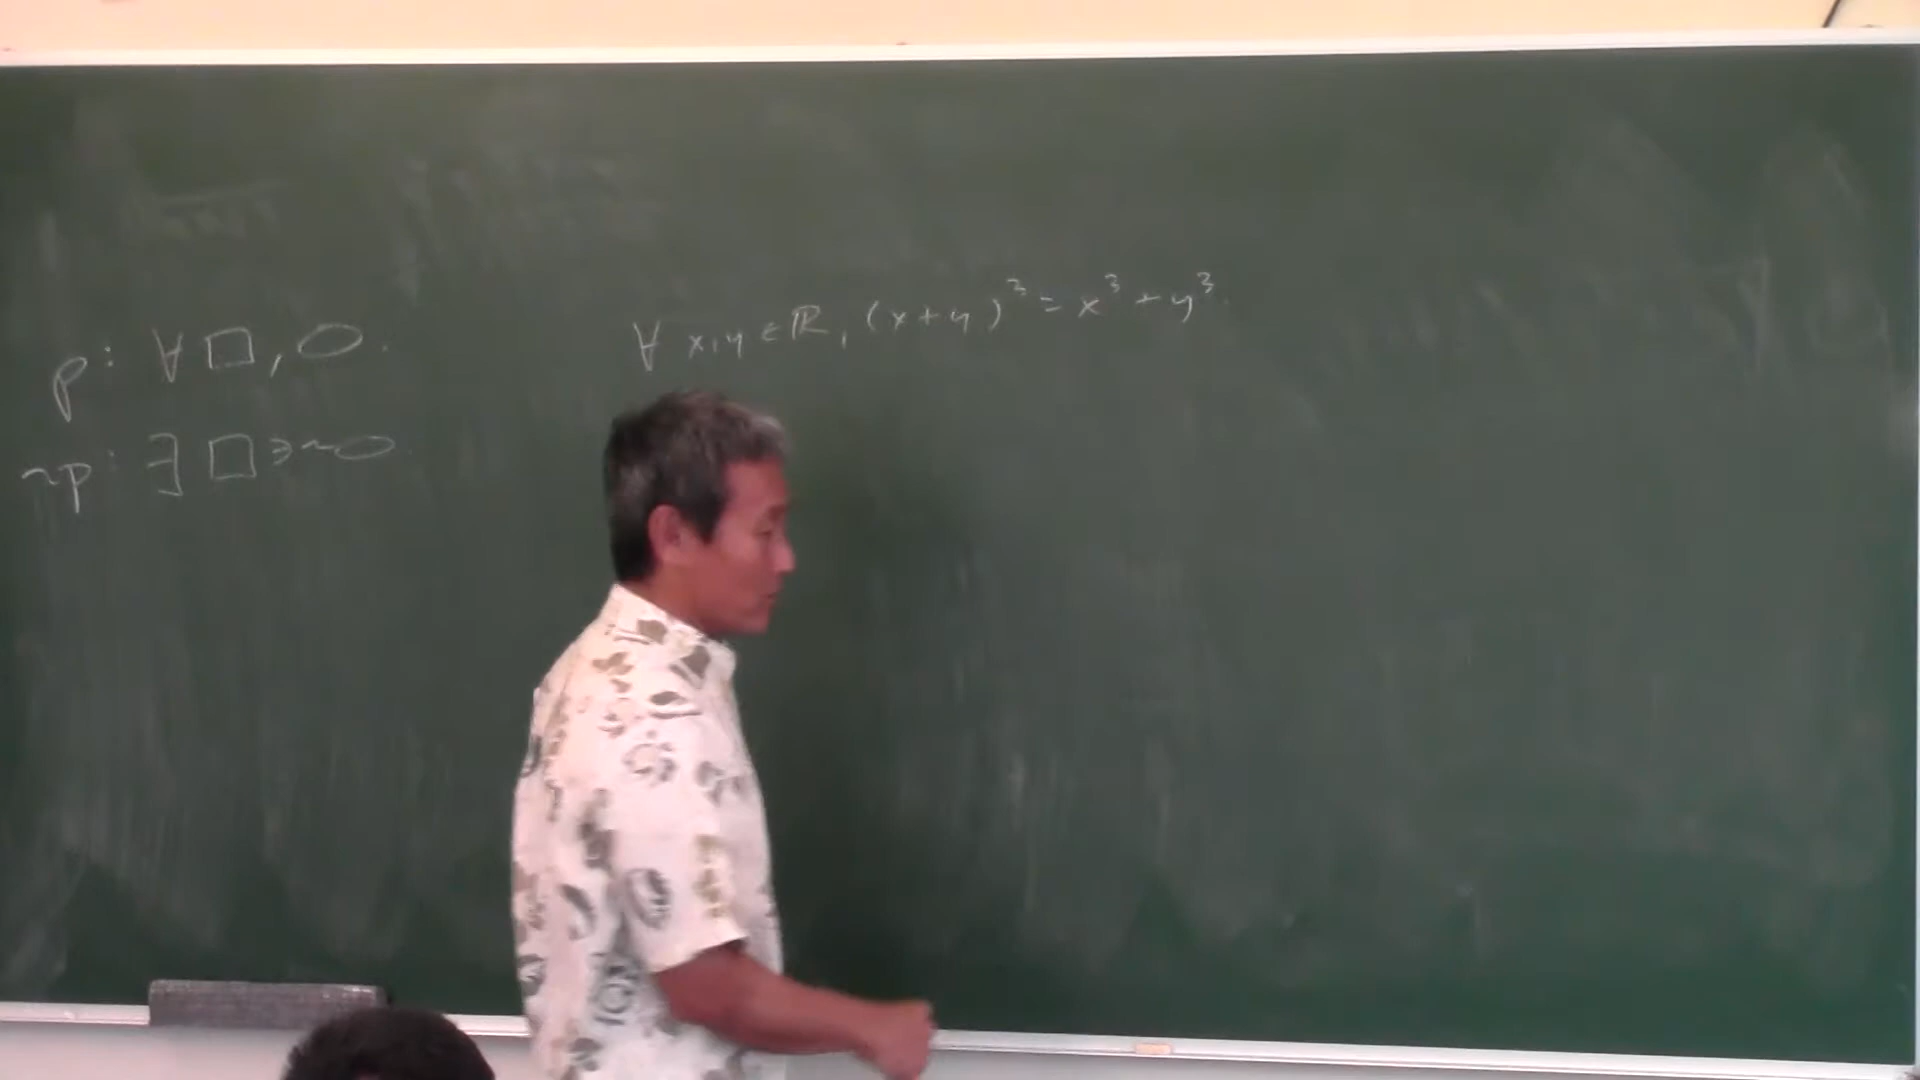 p: ∀ □, ○.
~p: ∃ □ ∋ ~○.
∀ x,y ∈ ℝ, (x+y)³ = x³ + y³.